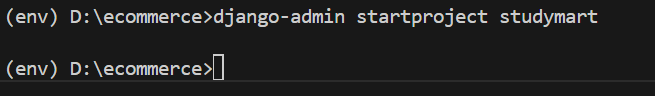 (env) D:\ecommerce>django-admin startproject studymart
(env) D:\ecommerce>